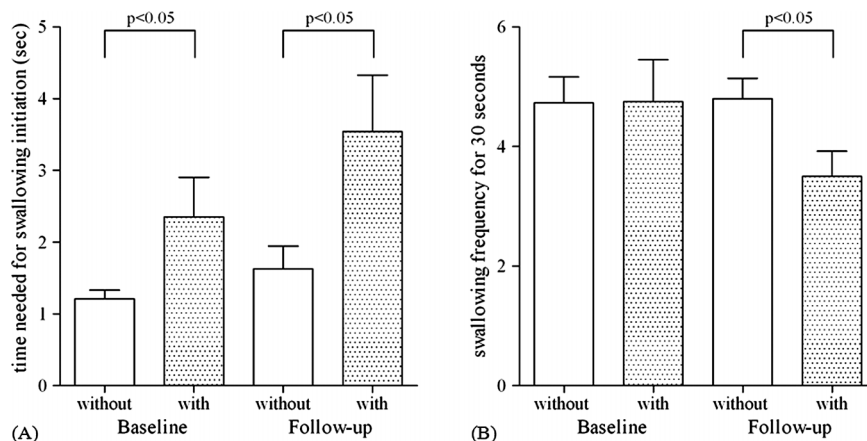 p<0.05
p<0.05
time needed for swallowing initiation (sec)
5
4
3
2
1
0
without
with
without
with
Baseline
Follow-up
(A)
p<0.05
swallowing frequency for 30 seconds
6
4
2
0
without
with
without
with
Baseline
Follow-up
(B)